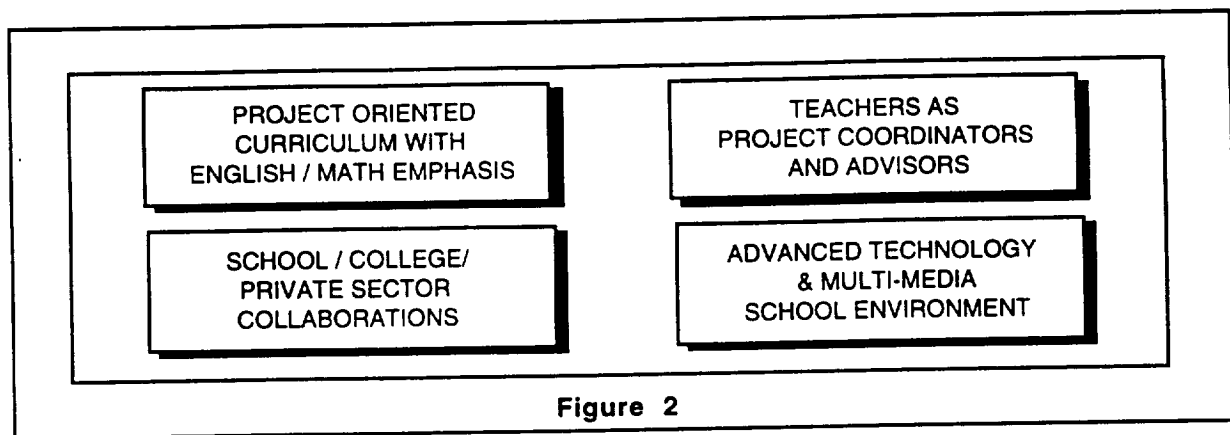 PROJECT ORIENTED
CURRICULUM WITH
ENGLISH / MATH EMPHASIS
TEACHERS AS
PROJECT COORDINATORS
AND ADVISORS
SCHOOL / COLLEGE/
PRIVATE SECTOR
COLLABORATIONS
ADVANCED TECHNOLOGY
& MULTI-MEDIA
SCHOOL ENVIRONMENT
Figure 2